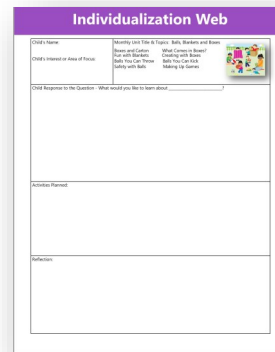 Individualization Web
Child's Name:
Monthly Unit Title & Topics: Balls, Blankets and Boxes
Boxes and Carton What Comes in Boxes?
Fun with Blankets Creating with Boxes
Child's Interest or Area of Focus:
Balls You Can Throw Balls You Can Kick
Safety with Balls Making Up Games
Child Response to the Question - What would you like to learn about ____________________?
Activities Planned:
Reflection: